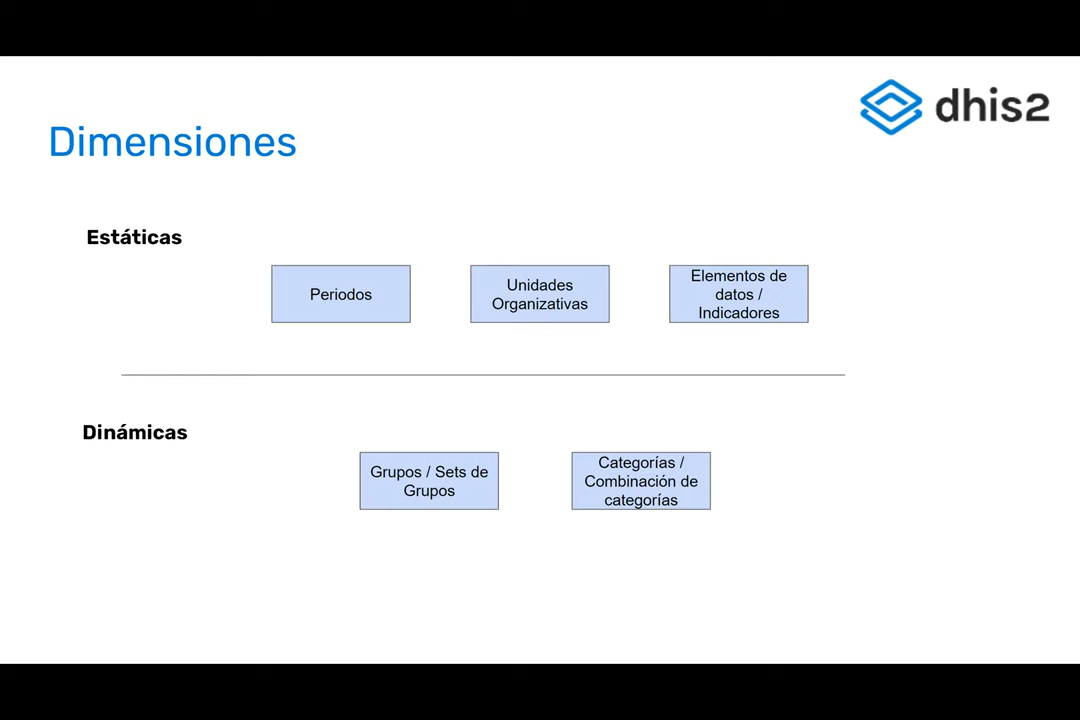 dhis2
Dimensiones
Estáticas
Periodos
Unidades
Organizativas
Elementos de
datos /
Indicadores
Dinámicas
Grupos / Sets de
Grupos
Categorías /
Combinación de
categorías